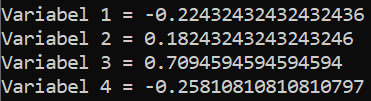 Variabel 1 = -0.22432432432432436
Variabel 2 = 0.18243243243243246
Variabel 3 = 0.7094594594594594
Variabel 4 = -0.25810810810810797